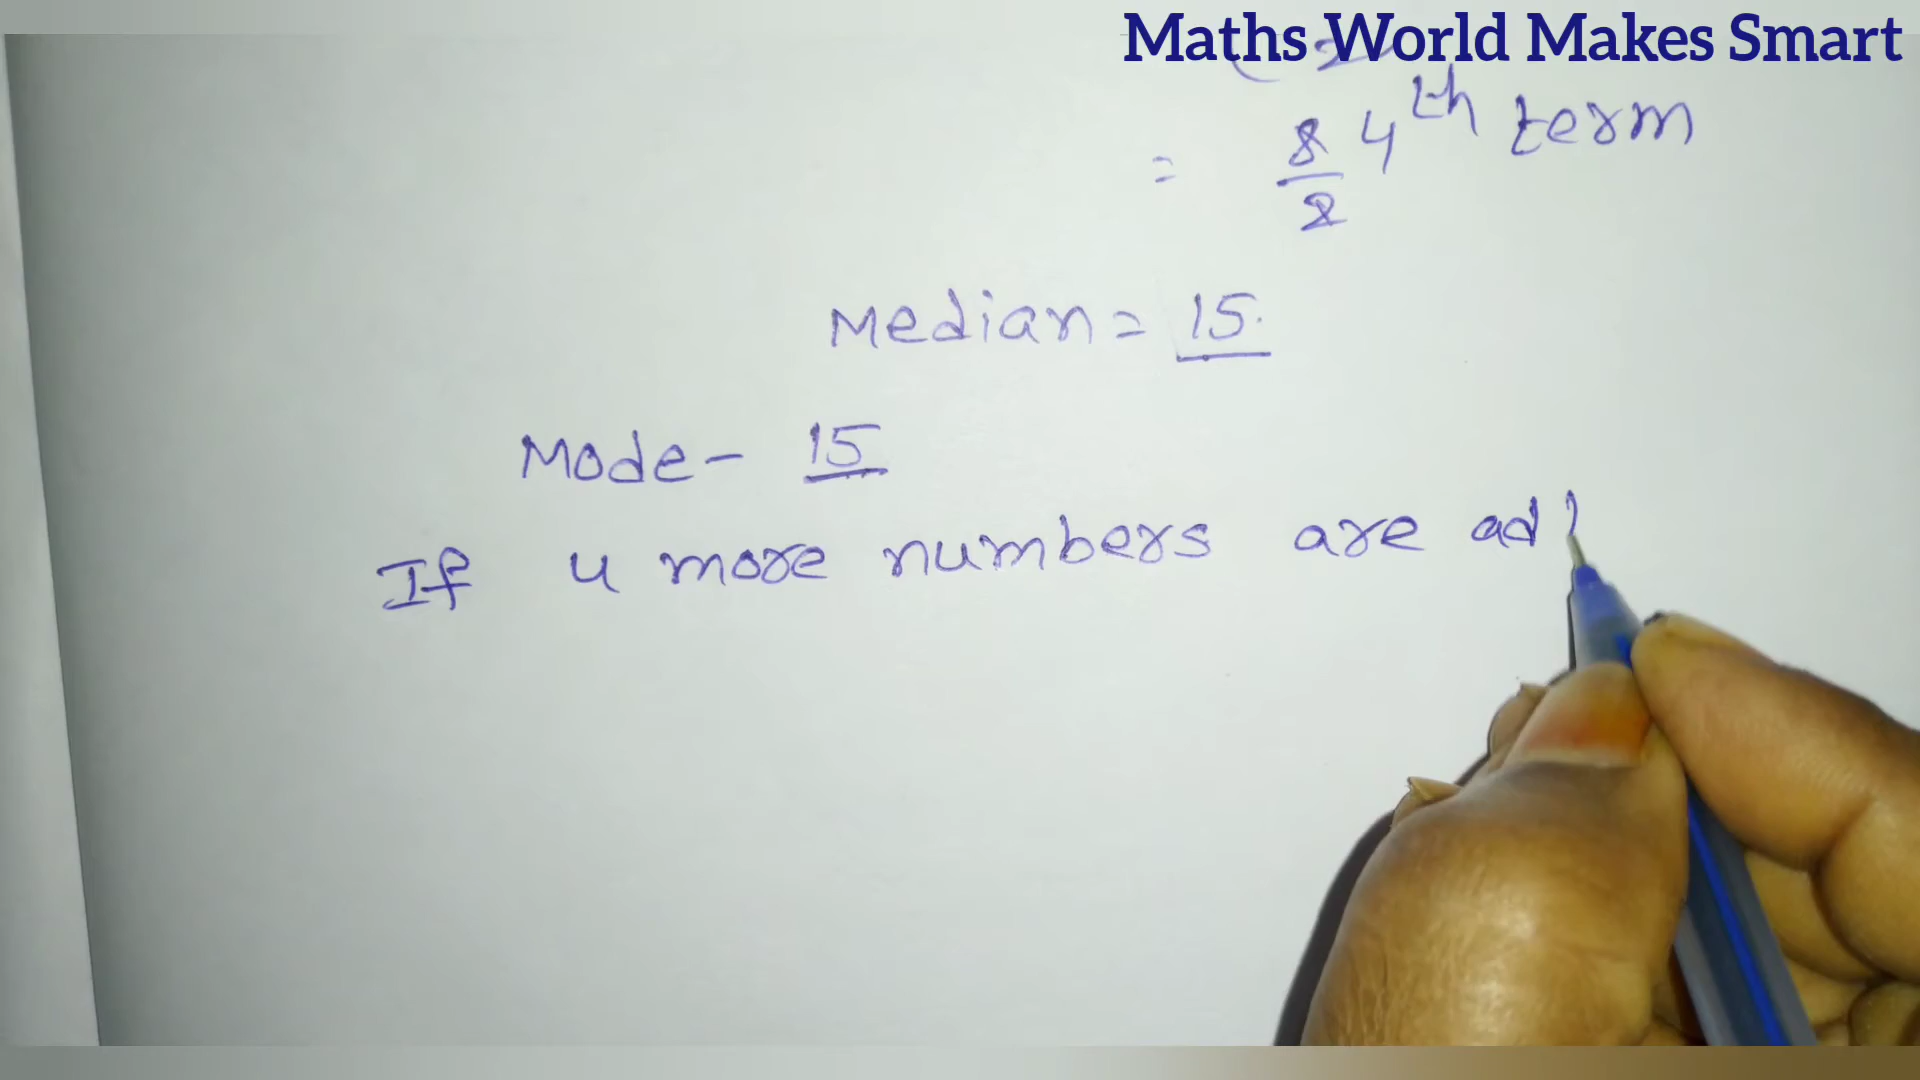 Maths World Makes Smart
= 8/2 4th term
Median = 15.
Mode - 15
If 4 more numbers are ad